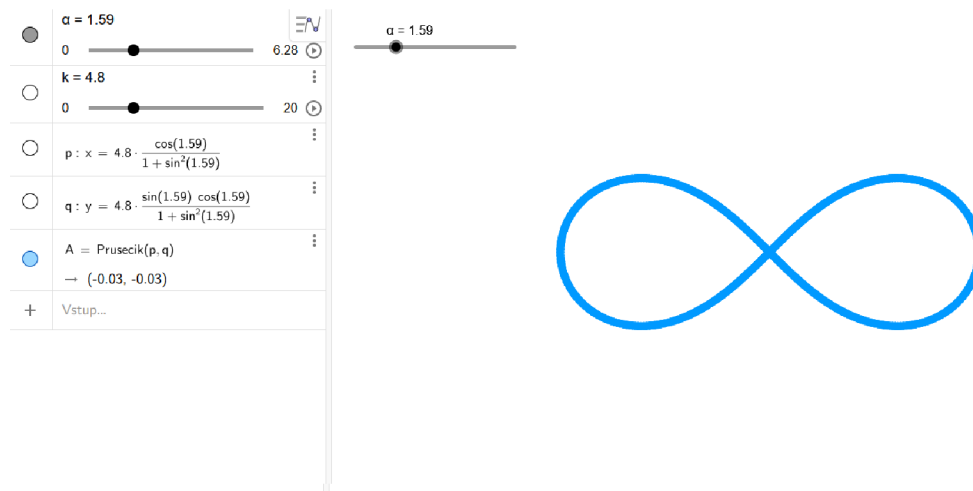 α = 1.59
0 6.28
k = 4.8
0 20
p : x = 4.8 · cos(1.59) / 1 + sin²(1.59)
q : y = 4.8 · sin(1.59) cos(1.59) / 1 + sin²(1.59)
A = Prusecik(p, q)
→ (-0.03, -0.03)
+ Vstup...
α = 1.59